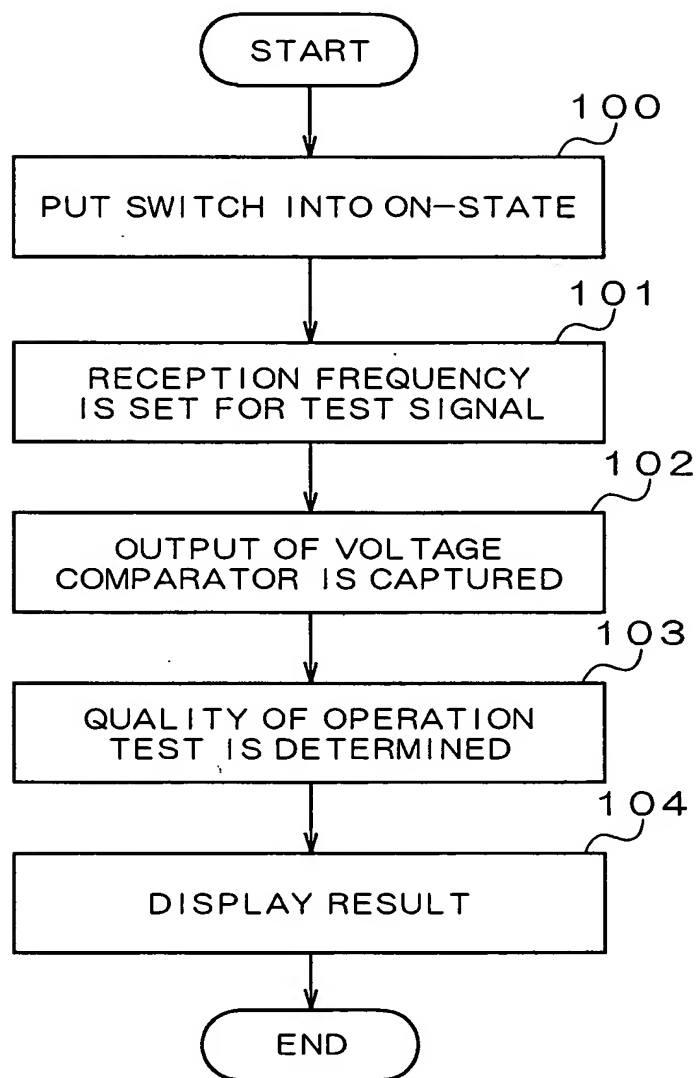 START
100
PUT SWITCH INTO ON-STATE
101
RECEPTION FREQUENCY
IS SET FOR TEST SIGNAL
102
OUTPUT OF VOLTAGE
COMPARATOR IS CAPTURED
103
QUALITY OF OPERATION
TEST IS DETERMINED
104
DISPLAY RESULT
END